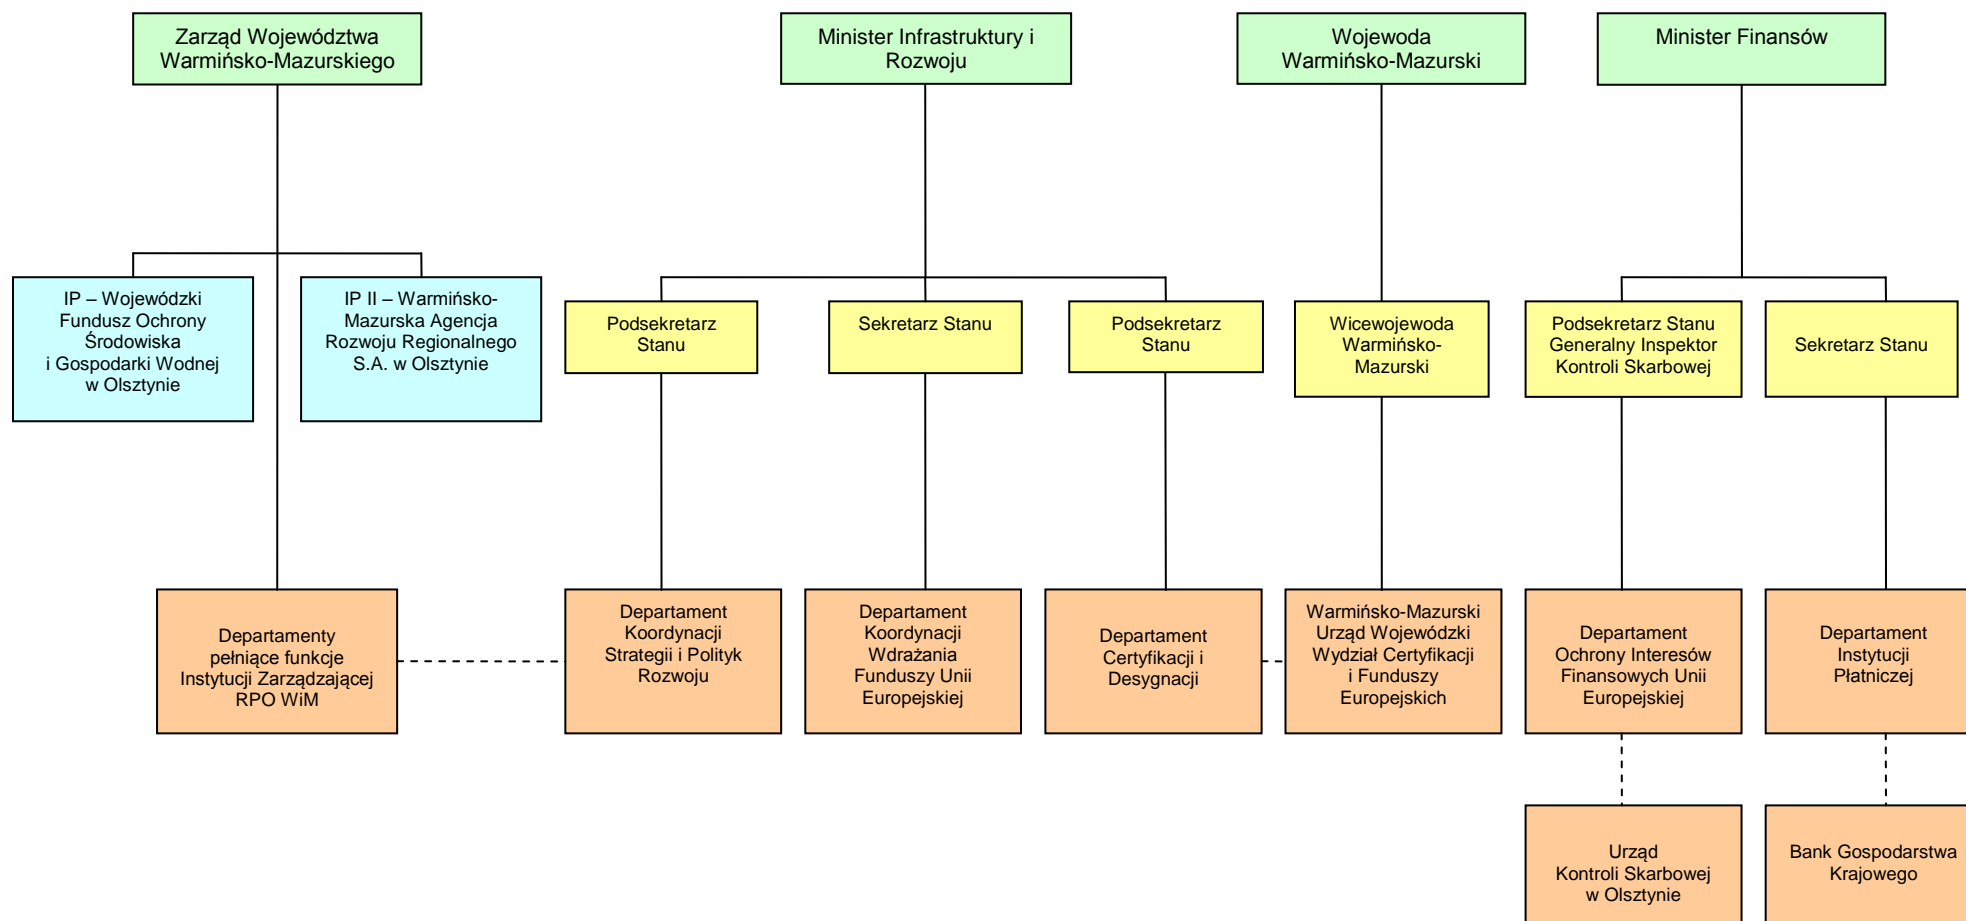 Zarząd Województwa
Warmińsko-Mazurskiego
Minister Infrastruktury i
Rozwoju
Wojewoda
Warmińsko-Mazurski
Minister Finansów
IP – Wojewódzki
Fundusz Ochrony
Środowiska
i Gospodarki Wodnej
w Olsztynie
IP II – Warmińsko-
Mazurska Agencja
Rozwoju Regionalnego
S.A. w Olsztynie
Podsekretarz
Stanu
Sekretarz Stanu
Podsekretarz
Stanu
Wicewojewoda
Warmińsko-
Mazurski
Podsekretarz Stanu
Generalny Inspektor
Kontroli Skarbowej
Sekretarz Stanu
Departamenty
pełniące funkcje
Instytucji Zarządzającej
RPO WiM
Departament
Koordynacji
Strategii i Polityk
Rozwoju
Departament
Koordynacji
Wdrażania
Funduszy Unii
Europejskiej
Departament
Certyfikacji i
Desygnacji
Warmińsko-Mazurski
Urząd Wojewódzki
Wydział Certyfikacji
i Funduszy
Europejskich
Departament
Ochrony Interesów
Finansowych Unii
Europejskiej
Departament
Instytucji
Płatniczej
Urząd
Kontroli Skarbowej
w Olsztynie
Bank Gospodarstwa
Krajowego